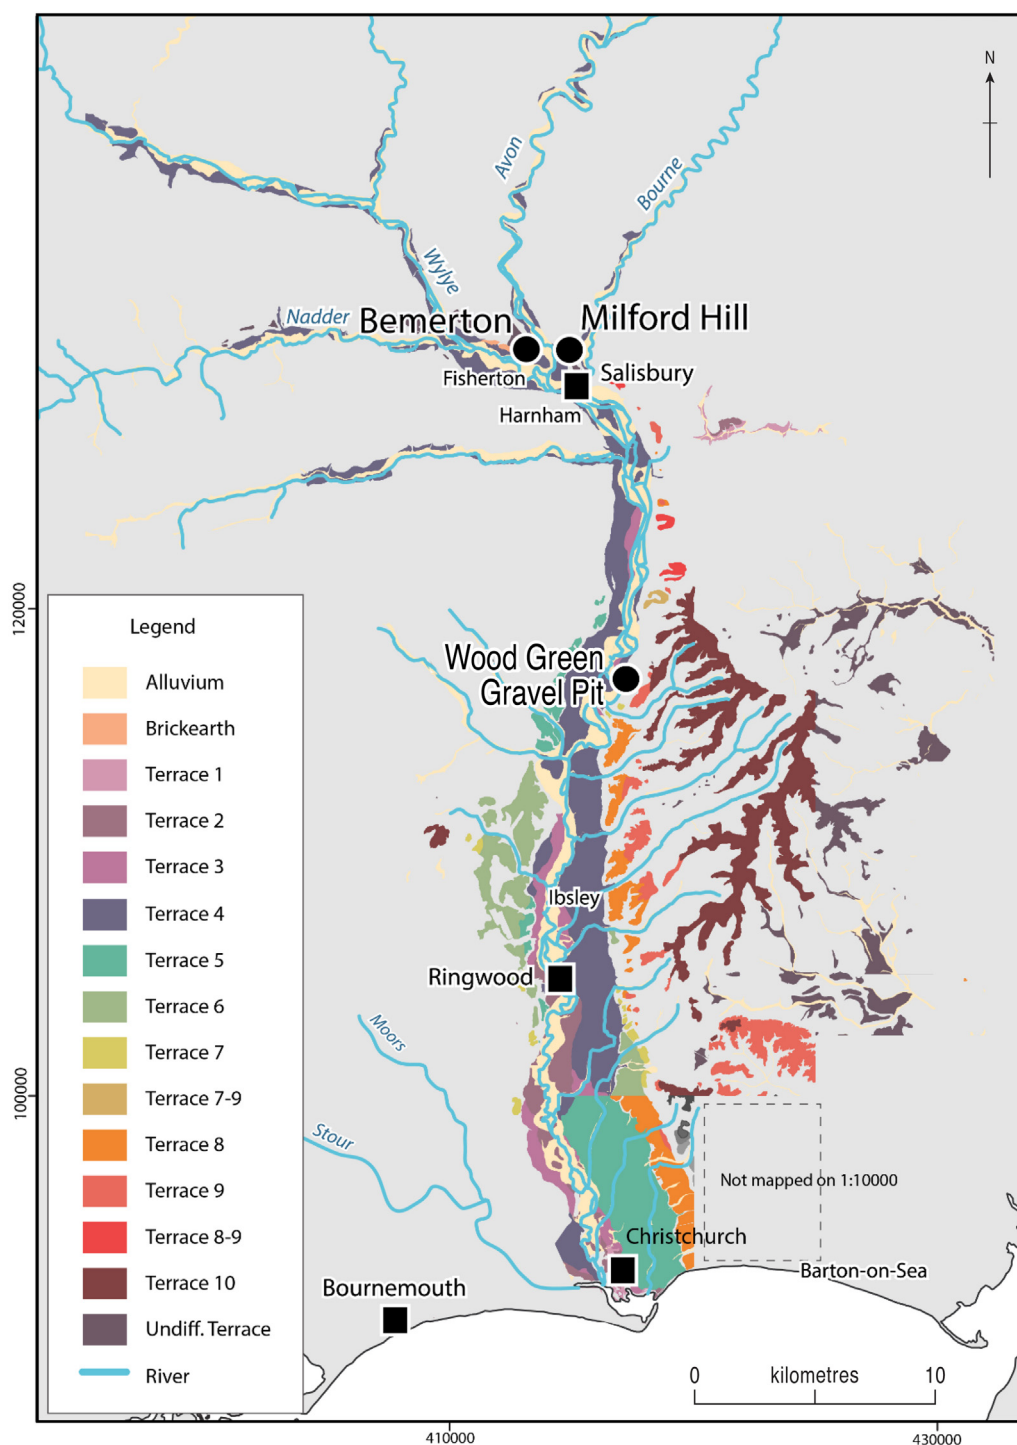 N
Avon
Bourne
Wylye
Nadder
Bemerton
Milford Hill
Fisherton
Salisbury
Harnham
120000
Wood Green
Gravel Pit
Legend
Alluvium
Brickearth
Terrace 1
Terrace 2
Terrace 3
Terrace 4
Terrace 5
Terrace 6
Terrace 7
Terrace 7-9
Terrace 8
Terrace 9
Terrace 8-9
Terrace 10
Undiff. Terrace
River
Ibsley
Ringwood
Moors
100000
Stour
Not mapped on 1:10000
Christchurch
Barton-on-Sea
Bournemouth
0 kilometres 10
410000
430000